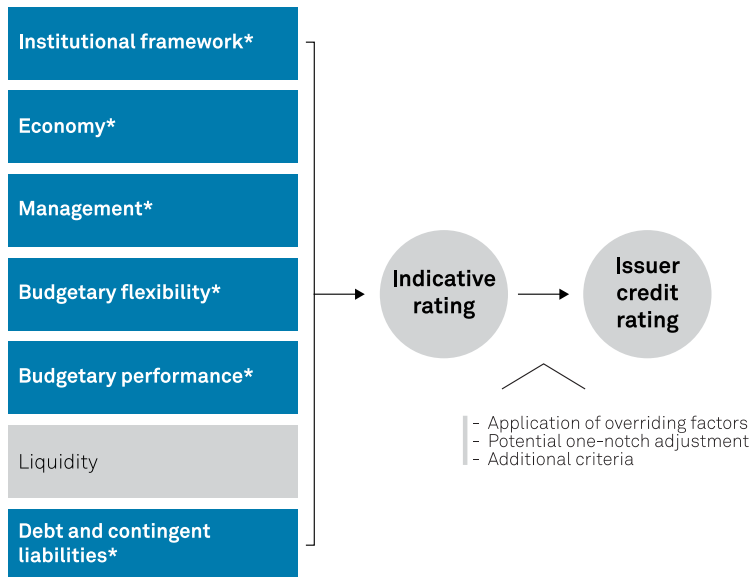 Institutional framework*
Economy*
Management*
Budgetary flexibility*
Budgetary performance*
Liquidity
Debt and contingent
liabilities*
Indicative
rating
Issuer
credit
rating
- Application of overriding factors
- Potential one-notch adjustment
- Additional criteria